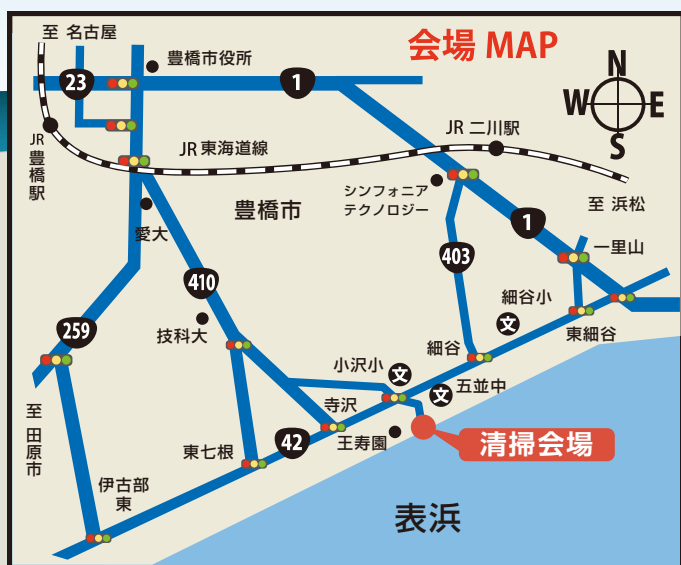 至 名古屋
会場 MAP
豊橋市役所
23
1
N
W
E
S
JR
豊橋駅
JR 東海道線
JR 二川駅
シンフォニア
テクノロジー
至 浜松
豊橋市
愛大
1
一里山
403
410
細谷小
文
東細谷
技科大
259
細谷
小沢小
文
五並中
文
寺沢
至 田原市
42
王寿園
清掃会場
東七根
伊古部
東
表浜